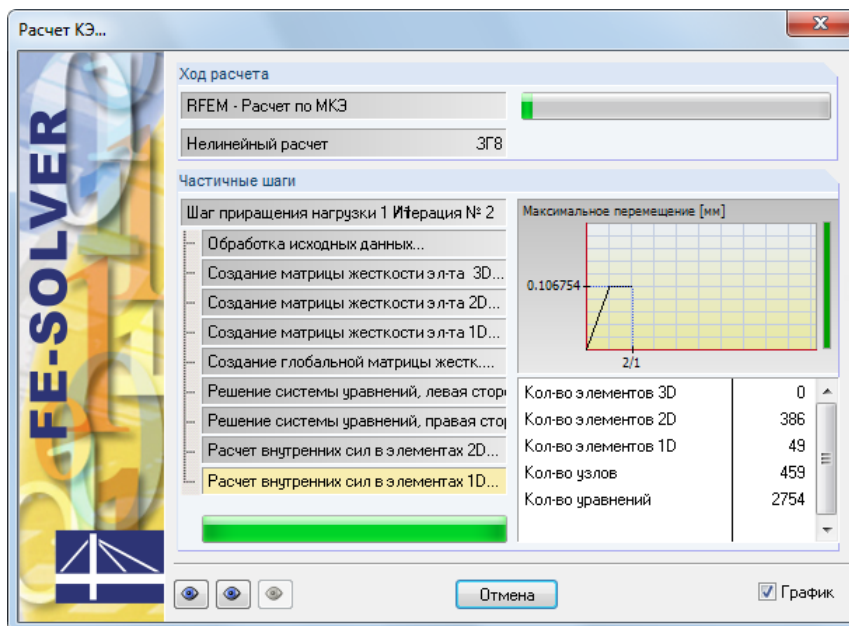 Расчет КЭ...
FE-SOLVER
Ход расчета
RFEM - Расчет по МКЭ
Нелинейный расчет ЗГ8
Частичные шаги
Шаг приращения нагрузки 1 Итерация № 2
Обработка исходных данных...
Создание матрицы жесткости эл-та 3D...
Создание матрицы жесткости эл-та 2D...
Создание матрицы жесткости эл-та 1D...
Создание глобальной матрицы жестк....
Решение системы уравнений, левая сторо
Решение системы уравнений, правая стор
Расчет внутренних сил в элементах 2D...
Расчет внутренних сил в элементах 1D...
Максимальное перемещение [мм]
0.106754
2/1
Кол-во элементов 3D 0
Кол-во элементов 2D 386
Кол-во элементов 1D 49
Кол-во узлов 459
Кол-во уравнений 2754
Отмена
График